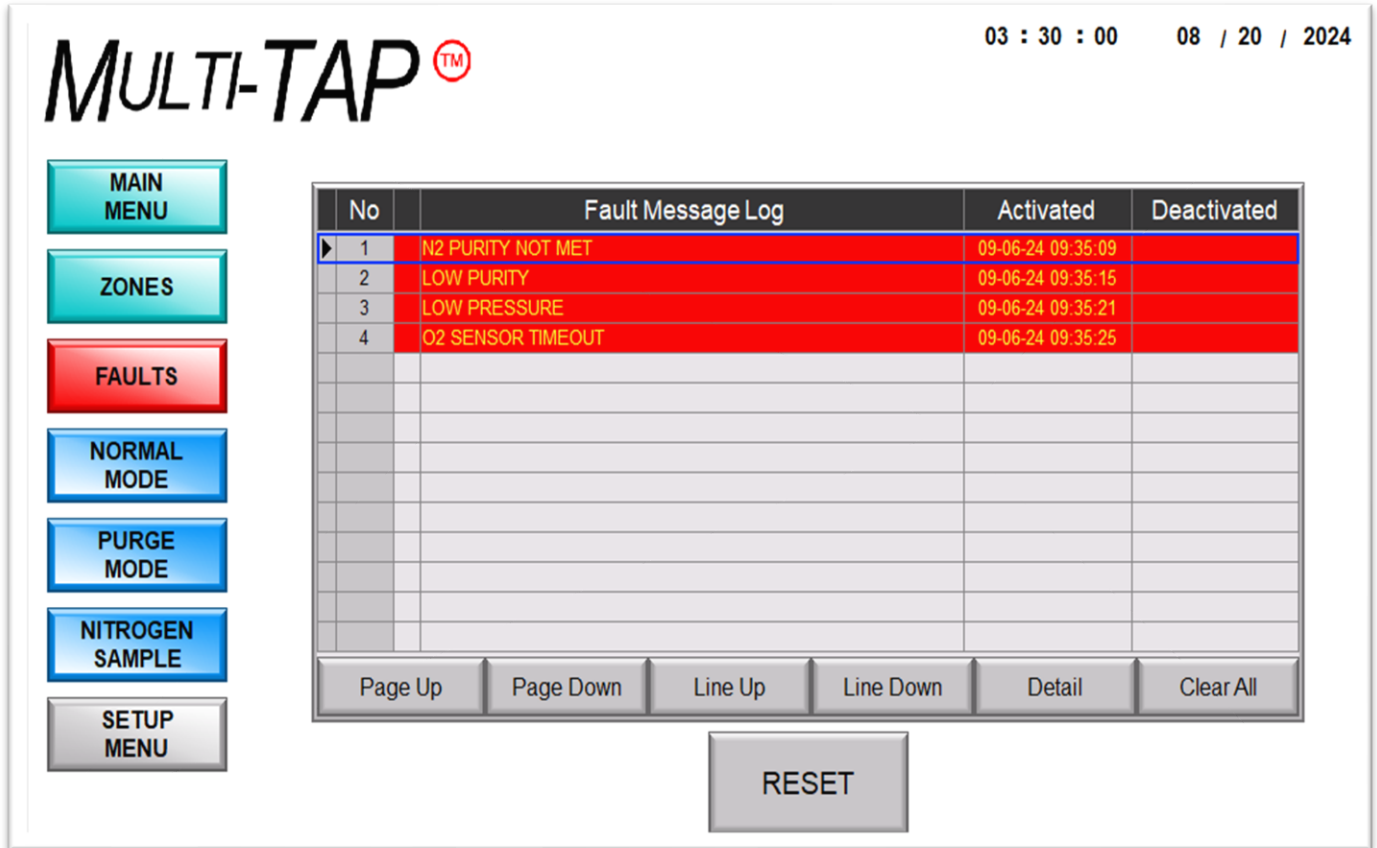 03 : 30 : 00 08 / 20 / 2024
MULTI-TAP TM
MAIN
MENU
ZONES
FAULTS
NORMAL
MODE
PURGE
MODE
NITROGEN
SAMPLE
SETUP
MENU
No Fault Message Log Activated Deactivated
1 N2 PURITY NOT MET 09-06-24 09:35:09
2 LOW PURITY 09-06-24 09:35:15
3 LOW PRESSURE 09-06-24 09:35:21
4 O2 SENSOR TIMEOUT 09-06-24 09:35:25
Page Up Page Down Line Up Line Down Detail Clear All
RESET